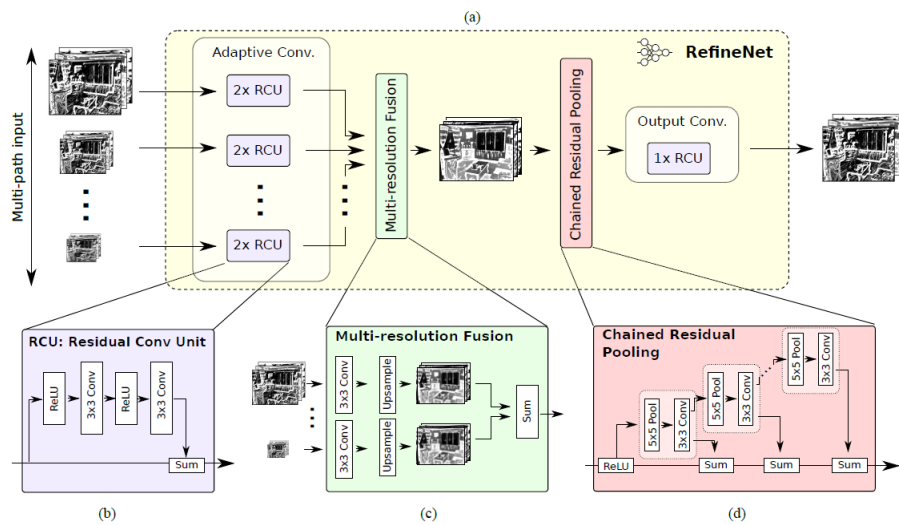 (a)
Multi-path input
Adaptive Conv.
RefineNet
2x RCU
2x RCU
2x RCU
Multi-resolution Fusion
Chained Residual Pooling
Output Conv.
1x RCU
RCU: Residual Conv Unit
ReLU
3x3 Conv
ReLU
3x3 Conv
Sum
(b)
Multi-resolution Fusion
3x3 Conv
Upsample
3x3 Conv
Upsample
Sum
(c)
Chained Residual
Pooling
ReLU
5x5 Pool
3x3 Conv
5x5 Pool
3x3 Conv
5x5 Pool
3x3 Conv
Sum
Sum
Sum
(d)